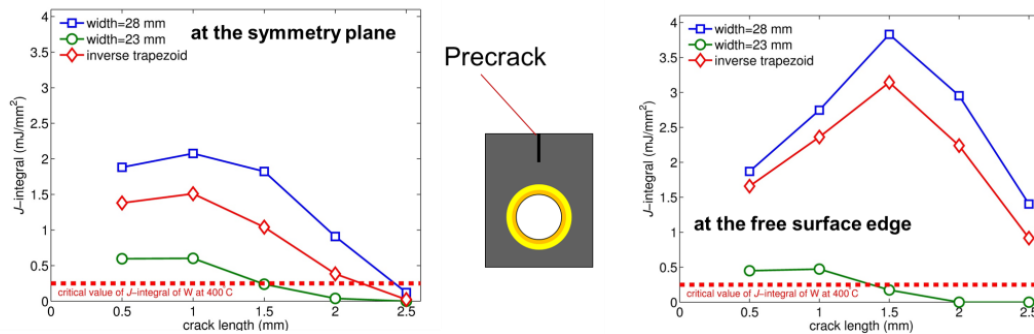 4
3.5
3
2.5
2
1.5
1
0.5
0
J–integral (mJ/mm²)
width=28 mm
width=23 mm
inverse trapezoid
at the symmetry plane
critical value of J–integral of W at 400 C
0 0.5 1 1.5 2 2.5
crack length (mm)
Precrack
4
3.5
3
2.5
2
1.5
1
0.5
0
J–integral (mJ/mm²)
width=28 mm
width=23 mm
inverse trapezoid
at the free surface edge
critical value of J–integral of W at 400 C
0 0.5 1 1.5 2 2.5
crack length (mm)